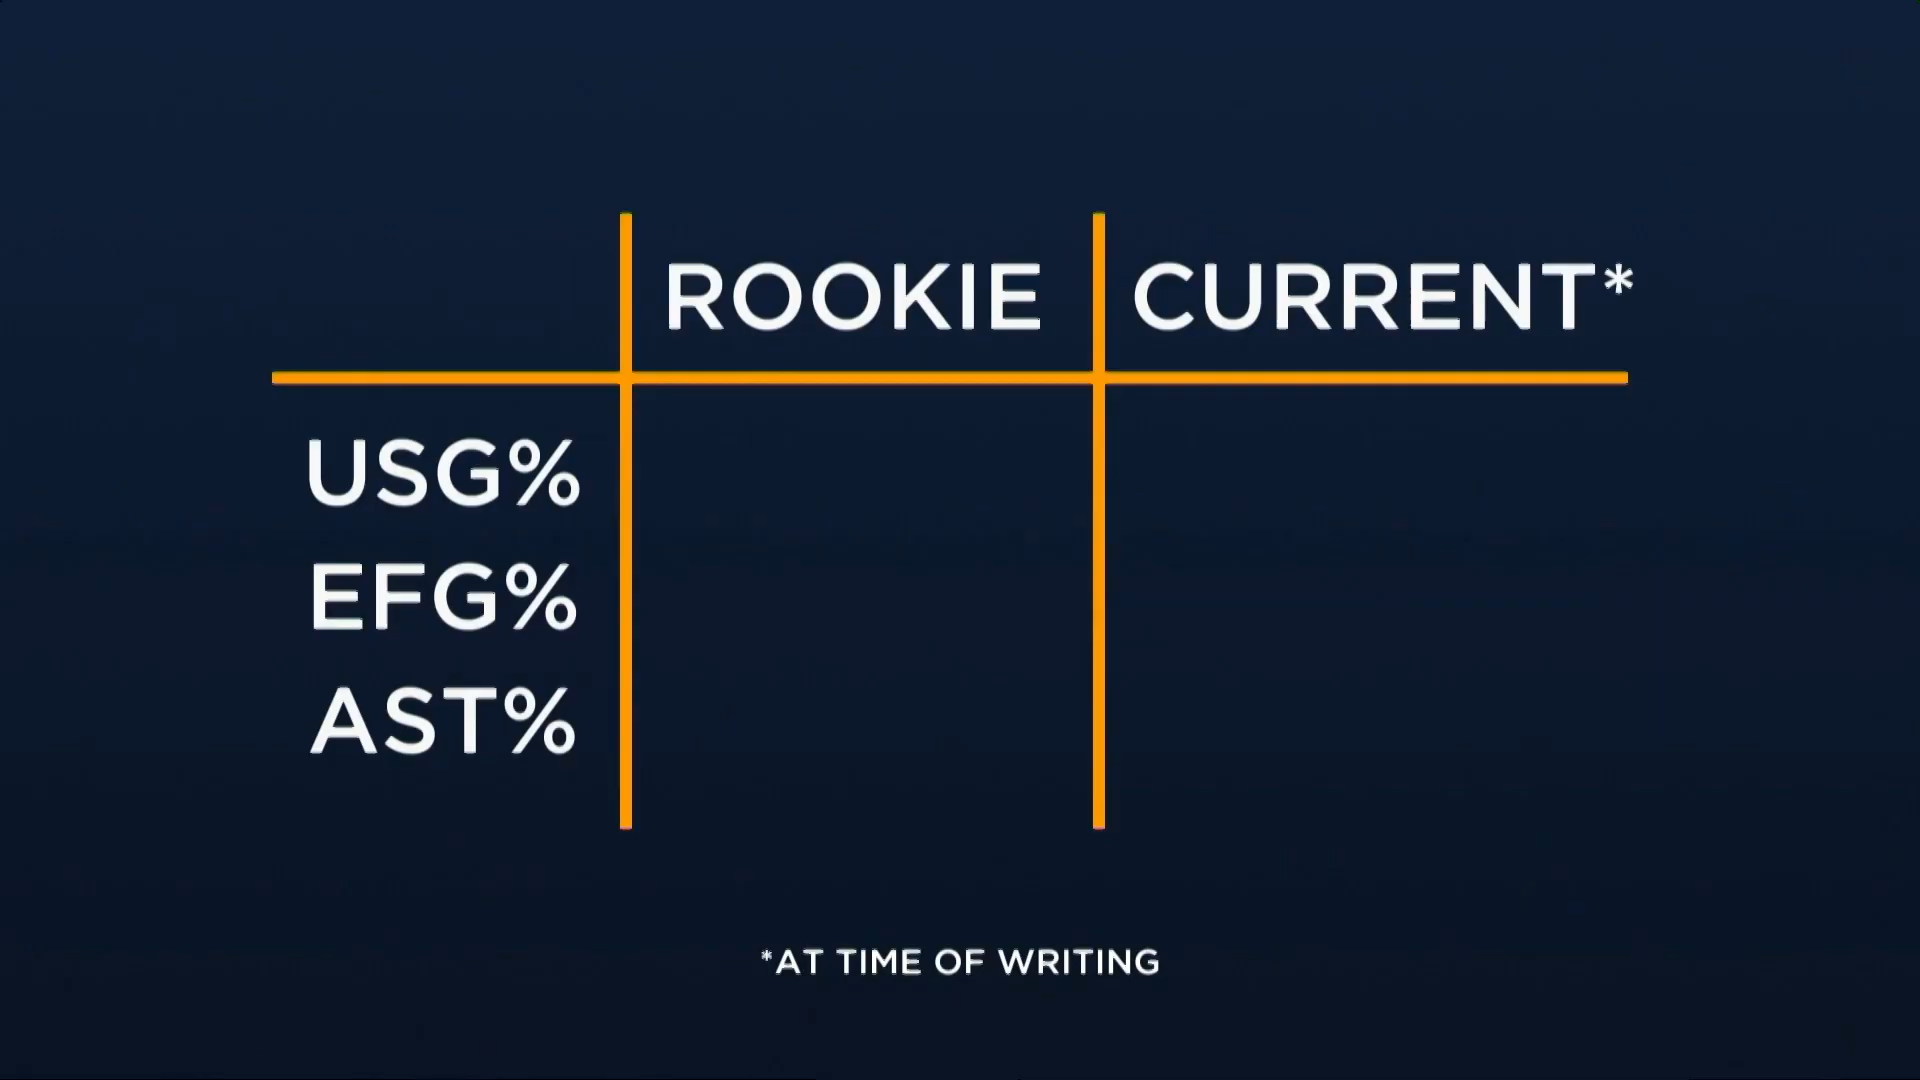 ROOKIE CURRENT*
USG%
EFG%
AST%
*AT TIME OF WRITING